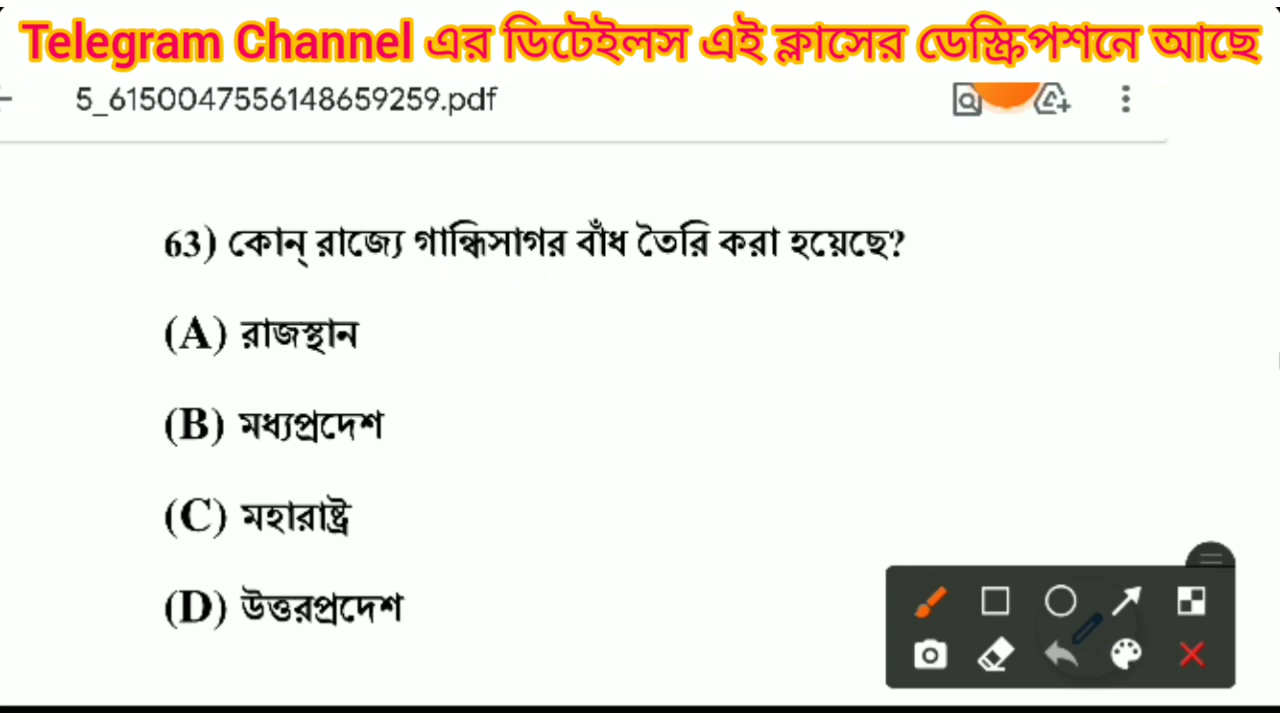 Telegram Channel এর ডিটেইলস এই ক্লাসের ডেস্ক্রিপশনে আছে
5_6150047556148659259.pdf
63) কোন্ রাজ্যে গান্ধিসাগর বাঁধ তৈরি করা হয়েছে?
(A) রাজস্থান
(B) মধ্যপ্রদেশ
(C) মহারাষ্ট্র
(D) উত্তরপ্রদেশ